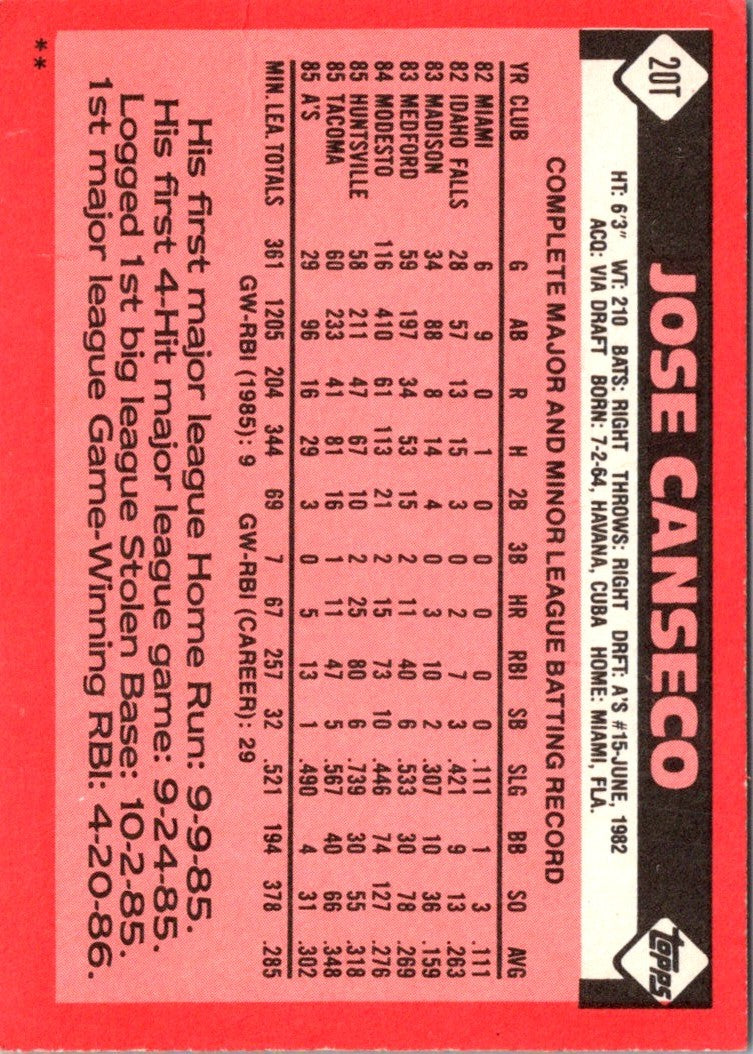 20T
JOSE CANSECO
topps
HT: 6'3" WT: 210 BATS: RIGHT THROWS: RIGHT DRFT: A'S #15-JUNE, 1982
ACQ: VIA DRAFT BORN: 7-2-64, HAVANA, CUBA HOME: MIAMI, FLA.
COMPLETE MAJOR AND MINOR LEAGUE BATTING RECORD
YR CLUB G AB R H 2B 3B HR RBI SB SLG BB SO AVG
82 MIAMI 6 9 0 1 0 0 0 0 0 .111 1 3 .111
82 IDAHO FALLS 28 57 13 15 3 0 2 7 3 .421 9 13 .263
83 MADISON 34 88 8 14 4 0 3 10 2 .307 10 36 .159
83 MEDFORD 59 197 34 53 15 2 11 40 6 .533 30 78 .269
84 MODESTO 116 410 61 113 21 2 15 73 10 .446 74 127 .276
85 HUNTSVILLE 58 211 47 67 10 2 25 80 6 .739 30 55 .318
85 TACOMA 60 233 41 81 16 1 11 47 5 .567 40 66 .348
85 A'S 29 96 16 29 3 0 5 13 1 .490 4 31 .302
MIN. LEA. TOTALS 361 1205 204 344 69 7 67 257 32 .521 194 378 .285
GW-RBI (1985): 9 GW-RBI (CAREER): 29
His first major league Home Run: 9-9-85.
His first 4-Hit major league game: 9-24-85.
Logged 1st big league Stolen Base: 10-2-85.
1st major league Game-Winning RBI: 4-20-86.
**